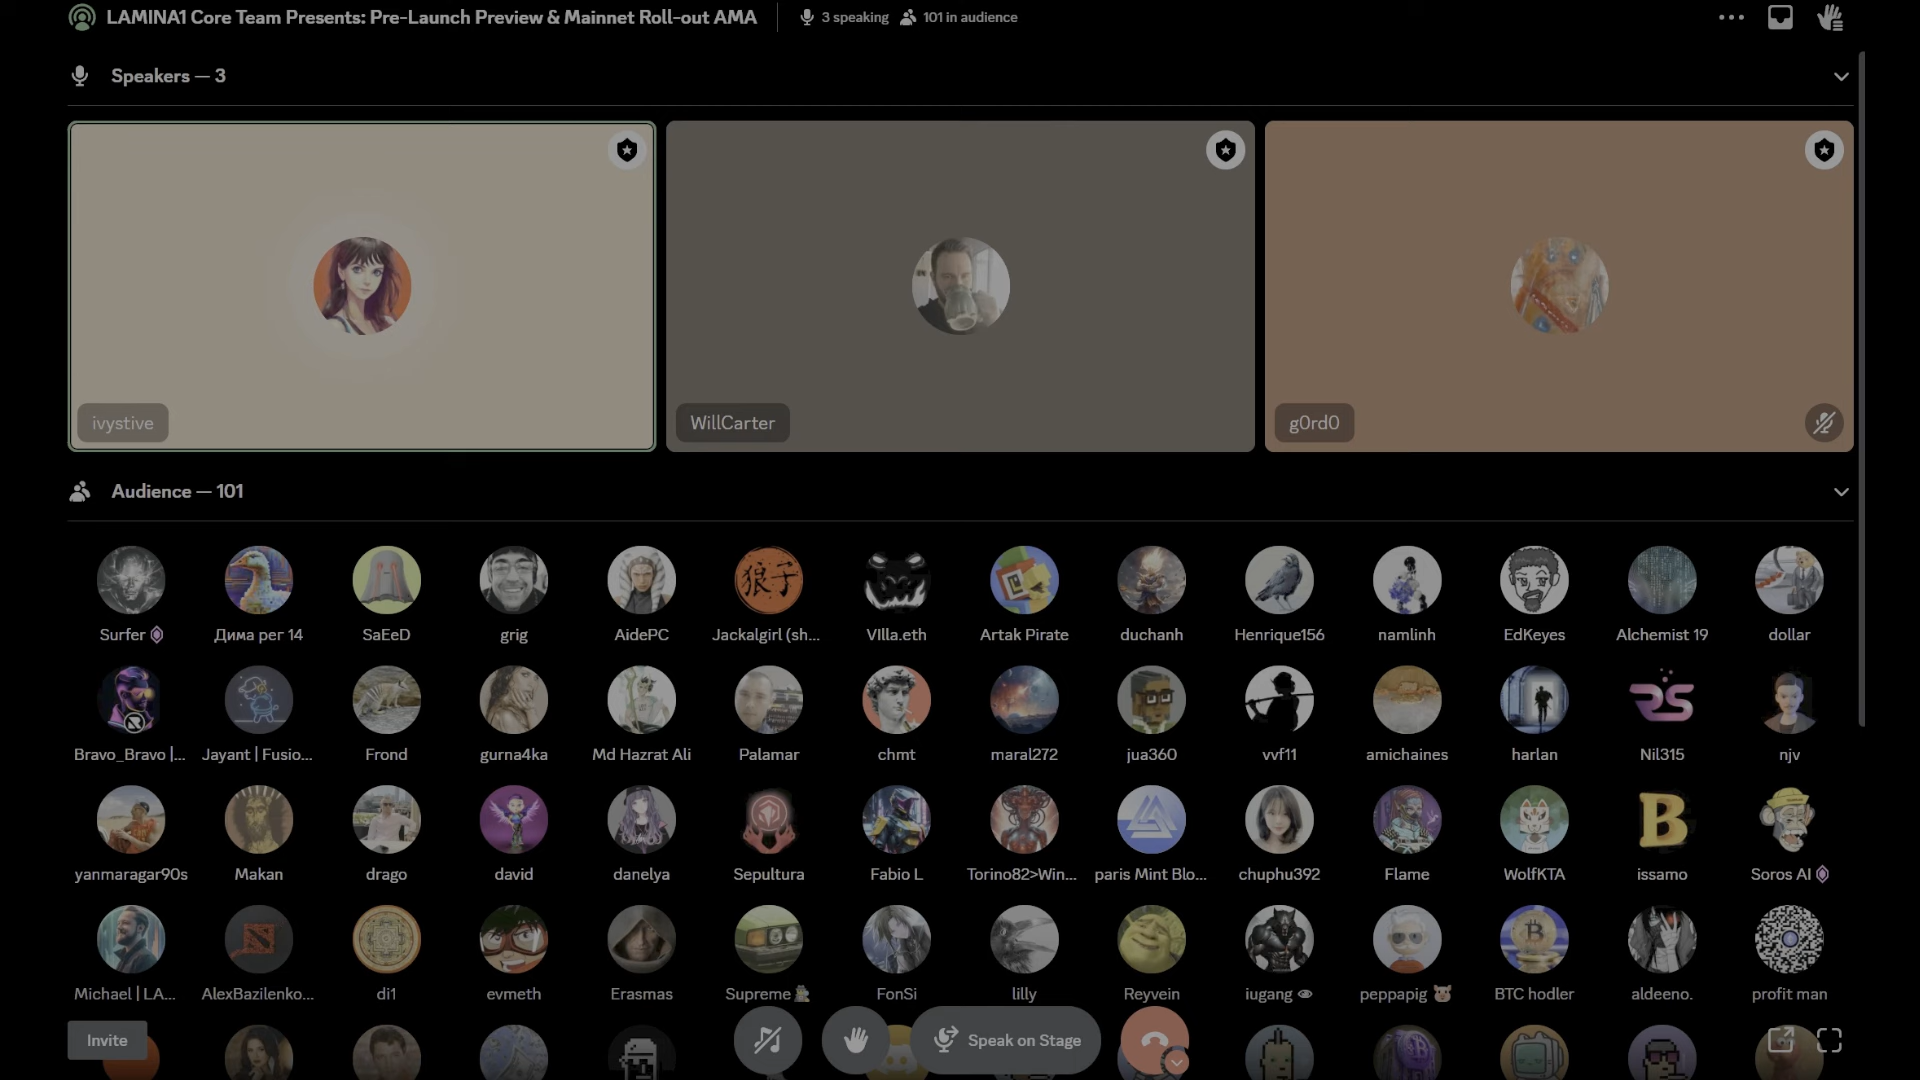 LAMINA1 Core Team Presents: Pre-Launch Preview & Mainnet Roll-out AMA 3 speaking 101 in audience
Speakers — 3
ivystive WillCarter g0rd0
Audience — 101
狼子
Surfer Дима рег 14 SaEeD grig AidePC Jackalgirl (sh... VIlla.eth Artak Pirate duchanh Henrique156 namlinh EdKeyes Alchemist 19 dollar
Bravo_Bravo |... Jayant | Fusio... Frond gurna4ka Md Hazrat Ali Palamar chmt maral272 jua360 vvf11 amichaines harlan Nil315 njv
yanmaragar90s Makan drago david danelya Sepultura Fabio L Torino82>Win... paris Mint Blo... chuphu392 Flame WolfKTA issamo Soros AI
Michael | LA... AlexBazilenko... di1 evmeth Erasmas Supreme FonSi lilly Reyvein iugang peppapig BTC hodler aldeeno. profit man
Invite Speak on Stage